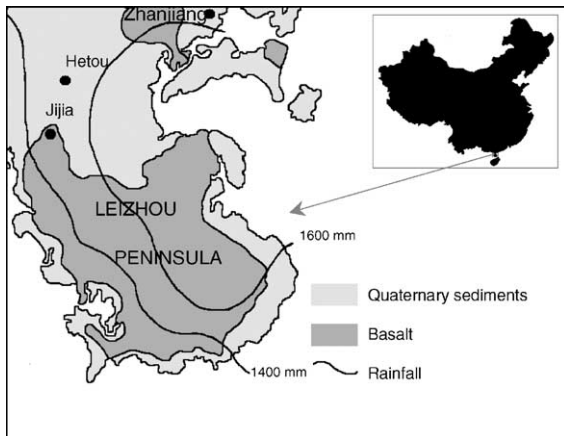 Zhanjiang
Hetou
Jijia
LEIZHOU
PENINSULA
1600 mm
Quaternary sediments
Basalt
1400 mm
Rainfall